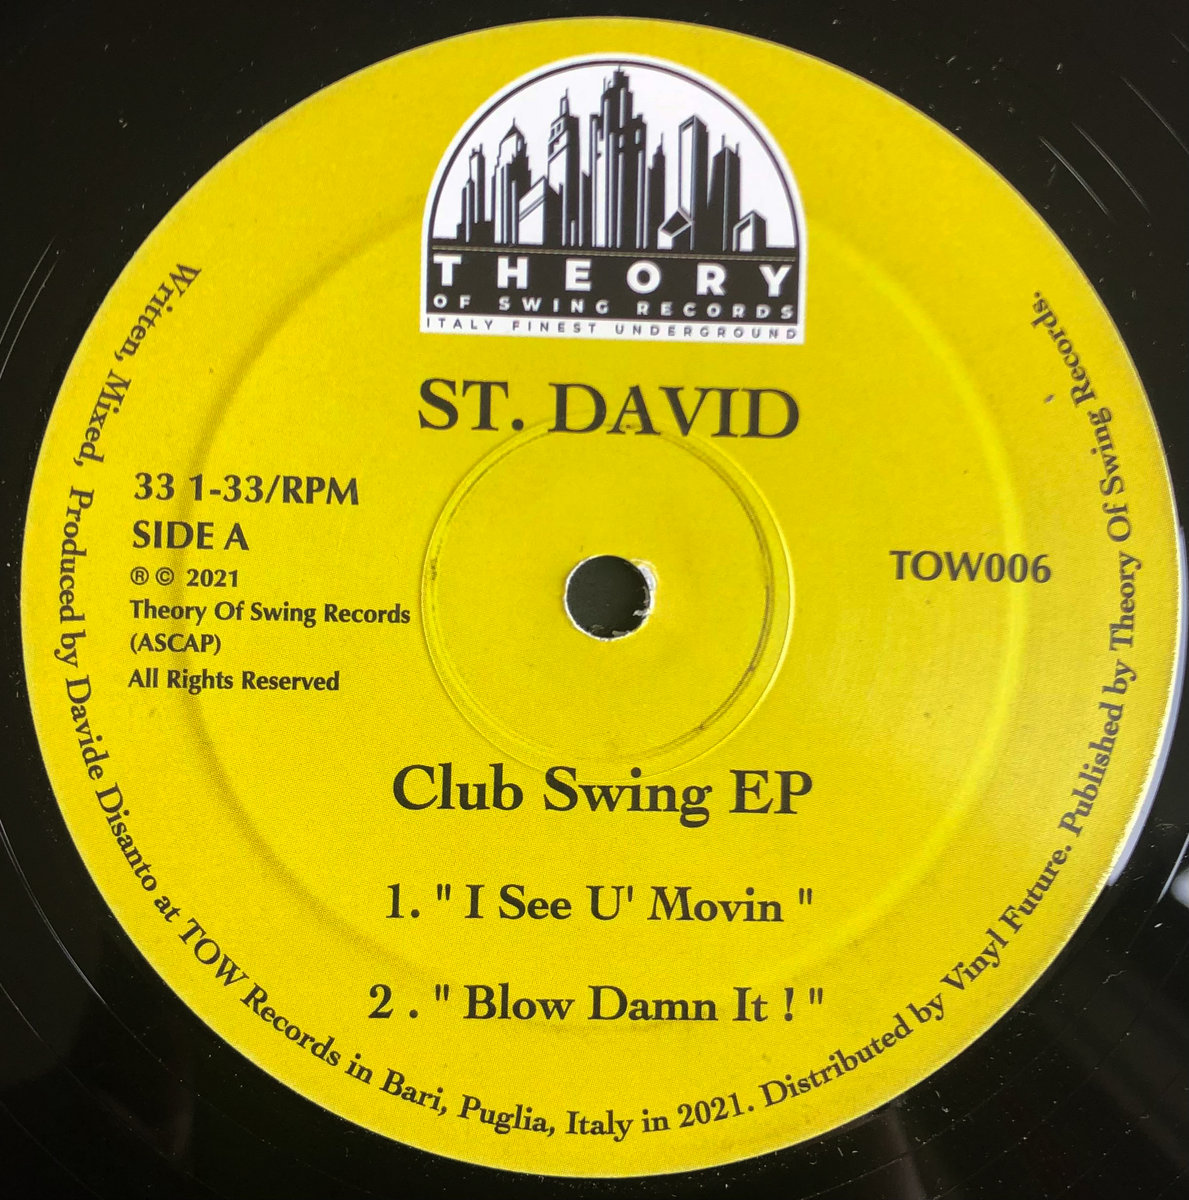 THEORY
OF SWING RECORDS
ITALY FINEST UNDERGROUND
ST. DAVID
33 1-33/RPM
SIDE A
®© 2021
Theory Of Swing Records
(ASCAP)
All Rights Reserved
TOW006
Club Swing EP
1. " I See U' Movin "
2 . " Blow Damn It ! "
Written, Mixed, Produced by Davide Disanto at TOW Records in Bari, Puglia, Italy in 2021. Distributed by Vinyl Future. Published by Theory Of Swing Records.